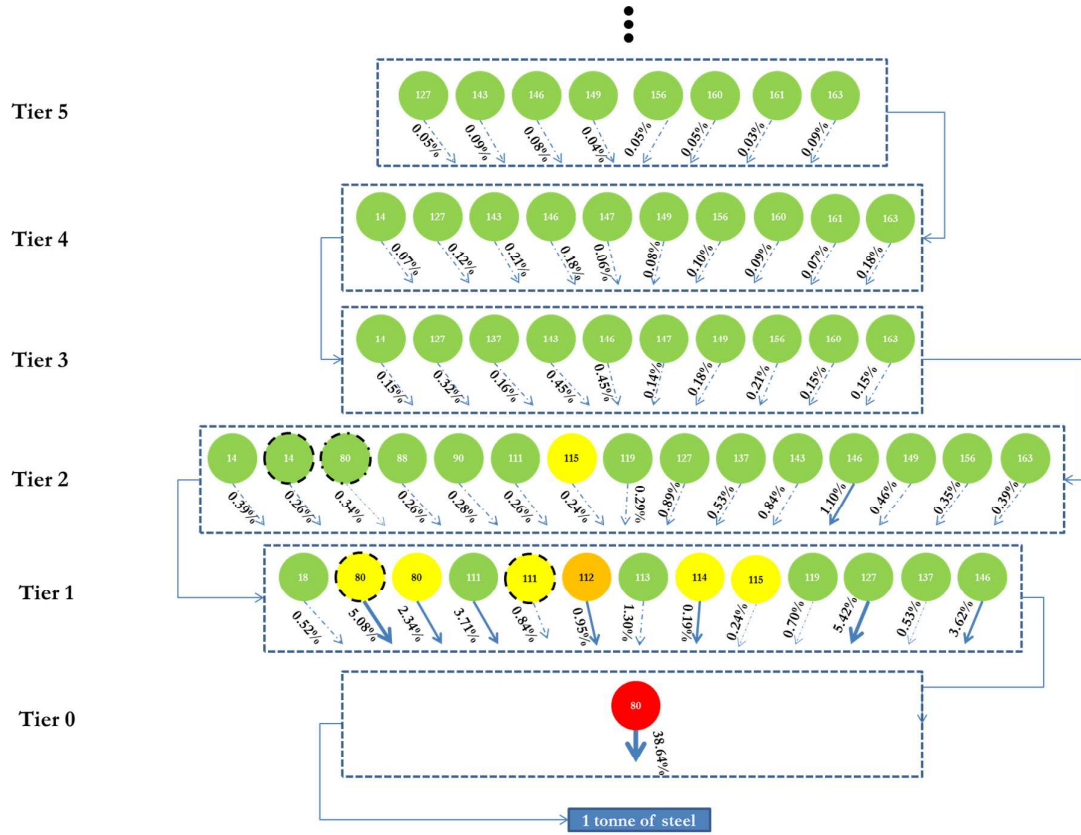 Tier 5
127 143 146 149 156 160 161 163
0.05% 0.09% 0.08% 0.04% 0.05% 0.05% 0.03% 0.09%
Tier 4
14 127 143 146 147 149 156 160 161 163
0.07% 0.12% 0.21% 0.18% 0.06% 0.08% 0.10% 0.09% 0.07% 0.18%
Tier 3
14 127 137 143 146 147 149 156 160 163
0.15% 0.32% 0.16% 0.45% 0.45% 0.14% 0.18% 0.21% 0.15% 0.15%
Tier 2
14 14 80 88 90 111 115 119 127 137 143 146 149 156 163
0.39% 0.26% 0.34% 0.26% 0.28% 0.26% 0.24% 0.29% 0.89% 0.53% 0.84% 1.10% 0.46% 0.35% 0.39%
Tier 1
18 80 80 111 111 112 113 114 115 119 127 137 146
0.52% 5.08% 2.34% 3.71% 0.84% 0.95% 1.30% 0.19% 0.24% 0.70% 5.42% 0.53% 3.62%
Tier 0
80
38.64%
1 tonne of steel